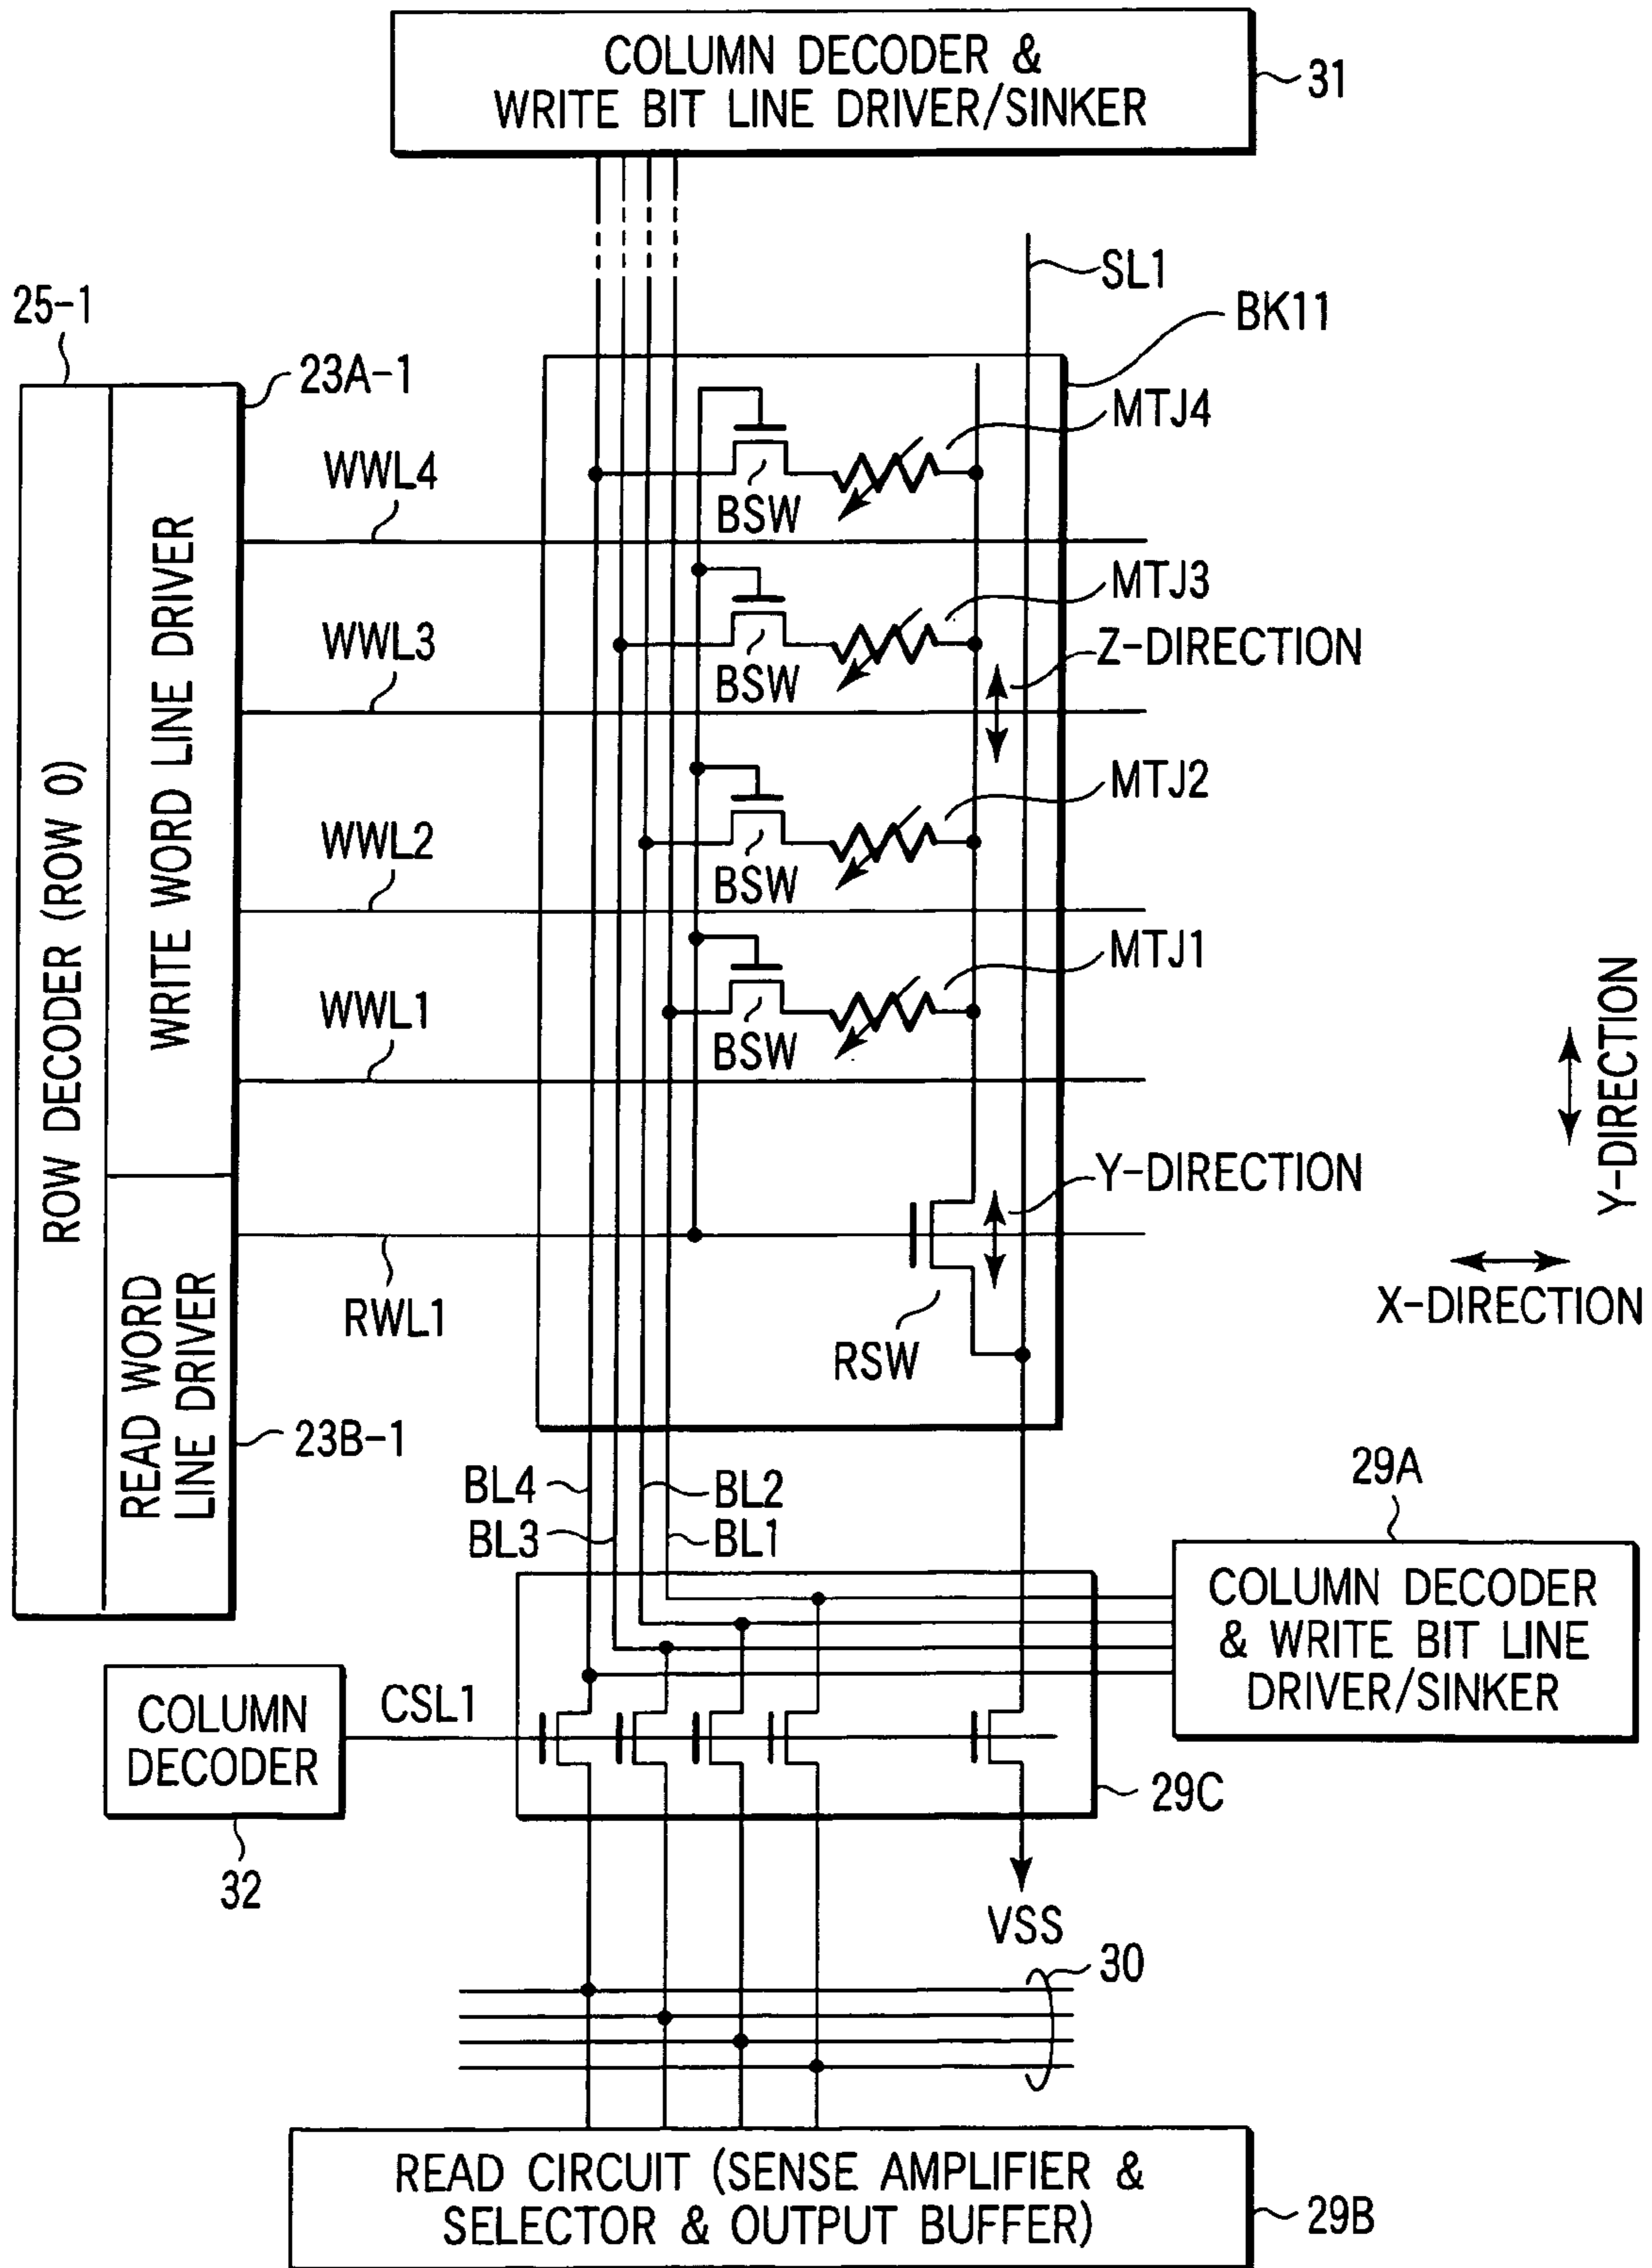 COLUMN DECODER &
WRITE BIT LINE DRIVER/SINKER
31
SL1
BK11
25-1
23A-1
ROW DECODER (ROW 0)
WRITE WORD LINE DRIVER
READ WORD
LINE DRIVER
23B-1
WWL4
WWL3
WWL2
WWL1
RWL1
MTJ4
BSW
MTJ3
BSW
Z-DIRECTION
MTJ2
BSW
MTJ1
BSW
Y-DIRECTION
RSW
Y-DIRECTION
X-DIRECTION
BL4
BL3
BL2
BL1
29A
COLUMN DECODER
& WRITE BIT LINE
DRIVER/SINKER
COLUMN
DECODER
32
CSL1
29C
VSS
30
READ CIRCUIT (SENSE AMPLIFIER &
SELECTOR & OUTPUT BUFFER)
29B